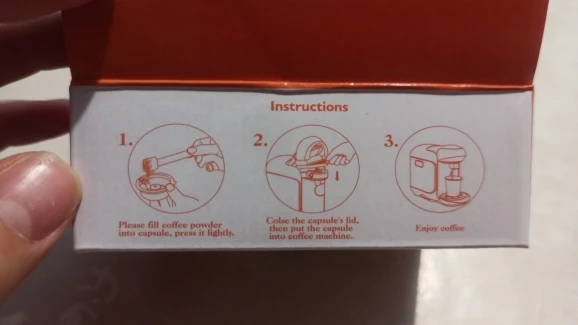 Instructions
1.
Please fill coffee powder
into capsule, press it lightly.
2.
Colse the capsule's lid,
then put the capsule
into coffee machine.
3.
Enjoy coffee